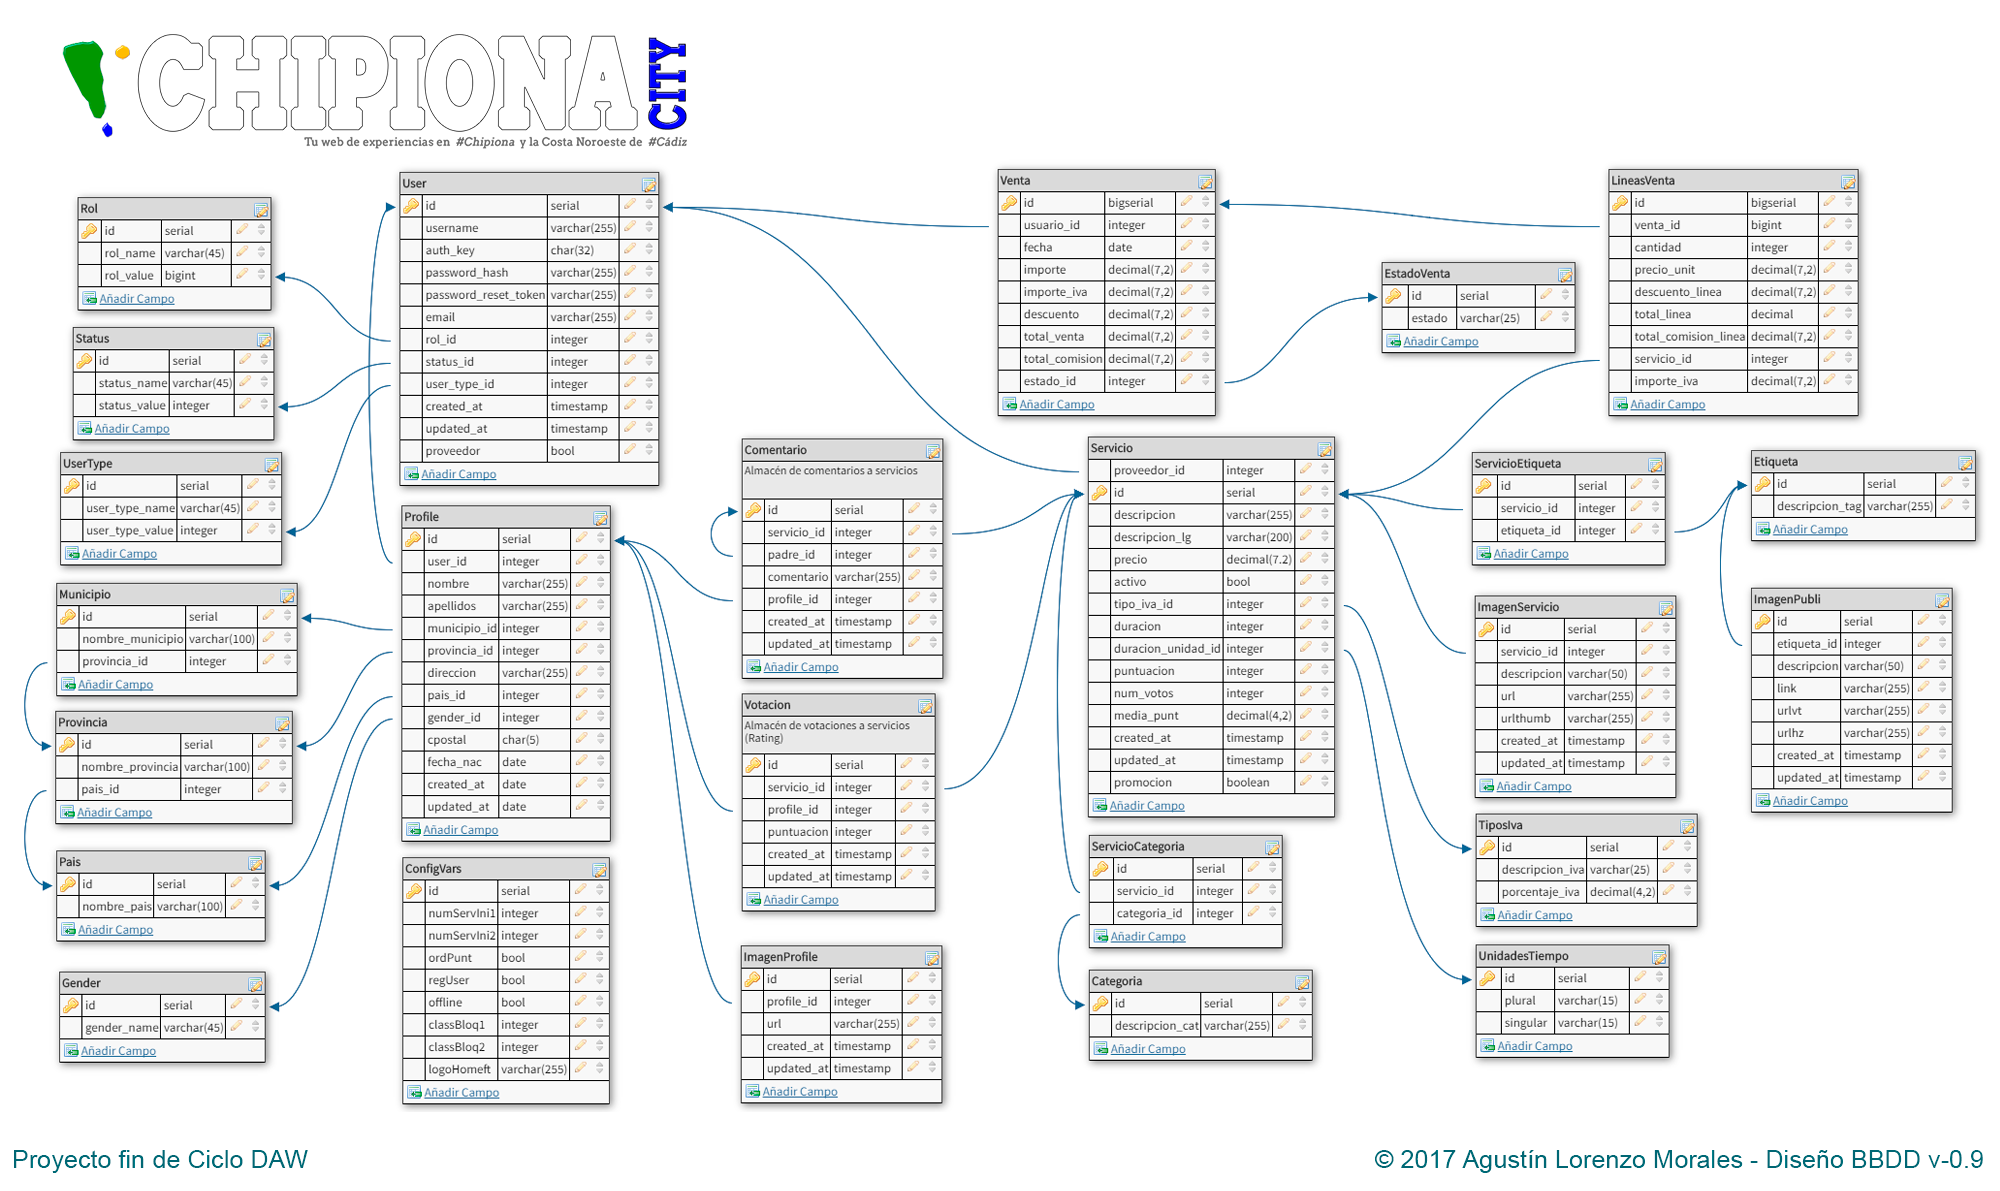 CHIPIONA
CITY
Tu web de experiencias en #Chipiona y la Costa Noroeste de #Cádiz
Rol
id serial
rol_name varchar(45)
rol_value bigint
Añadir Campo
Status
id serial
status_name varchar(45)
status_value integer
Añadir Campo
UserType
id serial
user_type_name varchar(45)
user_type_value integer
Añadir Campo
Municipio
id serial
nombre_municipio varchar(100)
provincia_id integer
Añadir Campo
Provincia
id serial
nombre_provincia varchar(100)
pais_id integer
Añadir Campo
Pais
id serial
nombre_pais varchar(100)
Añadir Campo
Gender
id serial
gender_name varchar(45)
Añadir Campo
User
id serial
username varchar(255)
auth_key char(32)
password_hash varchar(255)
password_reset_token varchar(255)
email varchar(255)
rol_id integer
status_id integer
user_type_id integer
created_at timestamp
updated_at timestamp
proveedor bool
Añadir Campo
Profile
id serial
user_id integer
nombre varchar(255)
apellidos varchar(255)
municipio_id integer
provincia_id integer
direccion varchar(255)
pais_id integer
gender_id integer
cpostal char(5)
fecha_nac date
created_at date
updated_at date
Añadir Campo
ConfigVars
id serial
numServIni1 integer
numServIni2 integer
ordPunt bool
regUser bool
offline bool
classBloq1 integer
classBloq2 integer
logoHomeft varchar(255)
Añadir Campo
Comentario
Almacén de comentarios a servicios
id serial
servicio_id integer
padre_id integer
comentario varchar(255)
profile_id integer
created_at timestamp
updated_at timestamp
Añadir Campo
Votacion
Almacén de votaciones a servicios
(Rating)
id serial
servicio_id integer
profile_id integer
puntuacion integer
created_at timestamp
updated_at timestamp
Añadir Campo
ImagenProfile
id serial
profile_id integer
url varchar(255)
created_at timestamp
updated_at timestamp
Añadir Campo
Venta
id bigserial
usuario_id integer
fecha date
importe decimal(7,2)
importe_iva decimal(7,2)
descuento decimal(7,2)
total_venta decimal(7,2)
total_comision decimal(7,2)
estado_id integer
Añadir Campo
Servicio
proveedor_id integer
id serial
descripcion varchar(255)
descripcion_lg varchar(200)
precio decimal(7.2)
activo bool
tipo_iva_id integer
duracion integer
duracion_unidad_id integer
puntuacion integer
num_votos integer
media_punt decimal(4,2)
created_at timestamp
updated_at timestamp
promocion boolean
Añadir Campo
ServicioCategoria
id serial
servicio_id integer
categoria_id integer
Añadir Campo
Categoria
id serial
descripcion_cat varchar(255)
Añadir Campo
EstadoVenta
id serial
estado varchar(25)
Añadir Campo
LineasVenta
id bigserial
venta_id bigint
cantidad integer
precio_unit decimal(7,2)
descuento_linea decimal(7,2)
total_linea decimal
total_comision_linea decimal(7,2)
servicio_id integer
importe_iva decimal(7,2)
Añadir Campo
ServicioEtiqueta
id serial
servicio_id integer
etiqueta_id integer
Añadir Campo
Etiqueta
id serial
descripcion_tag varchar(255)
Añadir Campo
ImagenServicio
id serial
servicio_id integer
descripcion varchar(50)
url varchar(255)
urlthumb varchar(255)
created_at timestamp
updated_at timestamp
Añadir Campo
ImagenPubli
id serial
etiqueta_id integer
descripcion varchar(50)
link varchar(255)
urlvt varchar(255)
urlhz varchar(255)
created_at timestamp
updated_at timestamp
Añadir Campo
TiposIva
id serial
descripcion_iva varchar(25)
porcentaje_iva decimal(4,2)
Añadir Campo
UnidadesTiempo
id serial
plural varchar(15)
singular varchar(15)
Añadir Campo
Proyecto fin de Ciclo DAW
© 2017 Agustín Lorenzo Morales - Diseño BBDD v-0.9